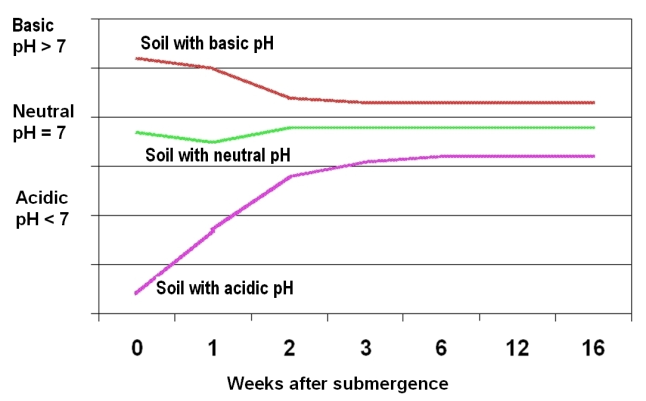 Basic
pH > 7
Soil with basic pH
Neutral
pH = 7
Soil with neutral pH
Acidic
pH < 7
Soil with acidic pH
0 1 2 3 6 12 16
Weeks after submergence